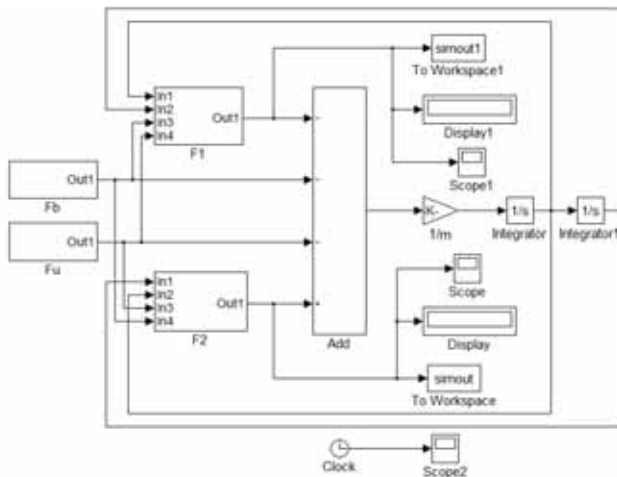 simout1
To Workspace1
In1
In2
In3
In4
Out1
F1
Display1
Scope1
Out1
Fb
Out1
Fu
K-
1/m
1/s
Integrator
1/s
Integrator1
In1
In2
In3
In4
Out1
F2
Add
Scope
Display
simout
To Workspace
Clock
Scope2